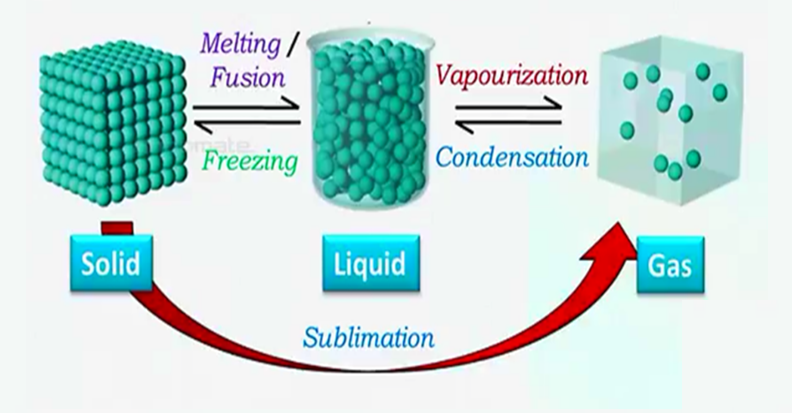 Melting /
Fusion
Freezing
Vapourization
Condensation
Solid
Liquid
Gas
Sublimation